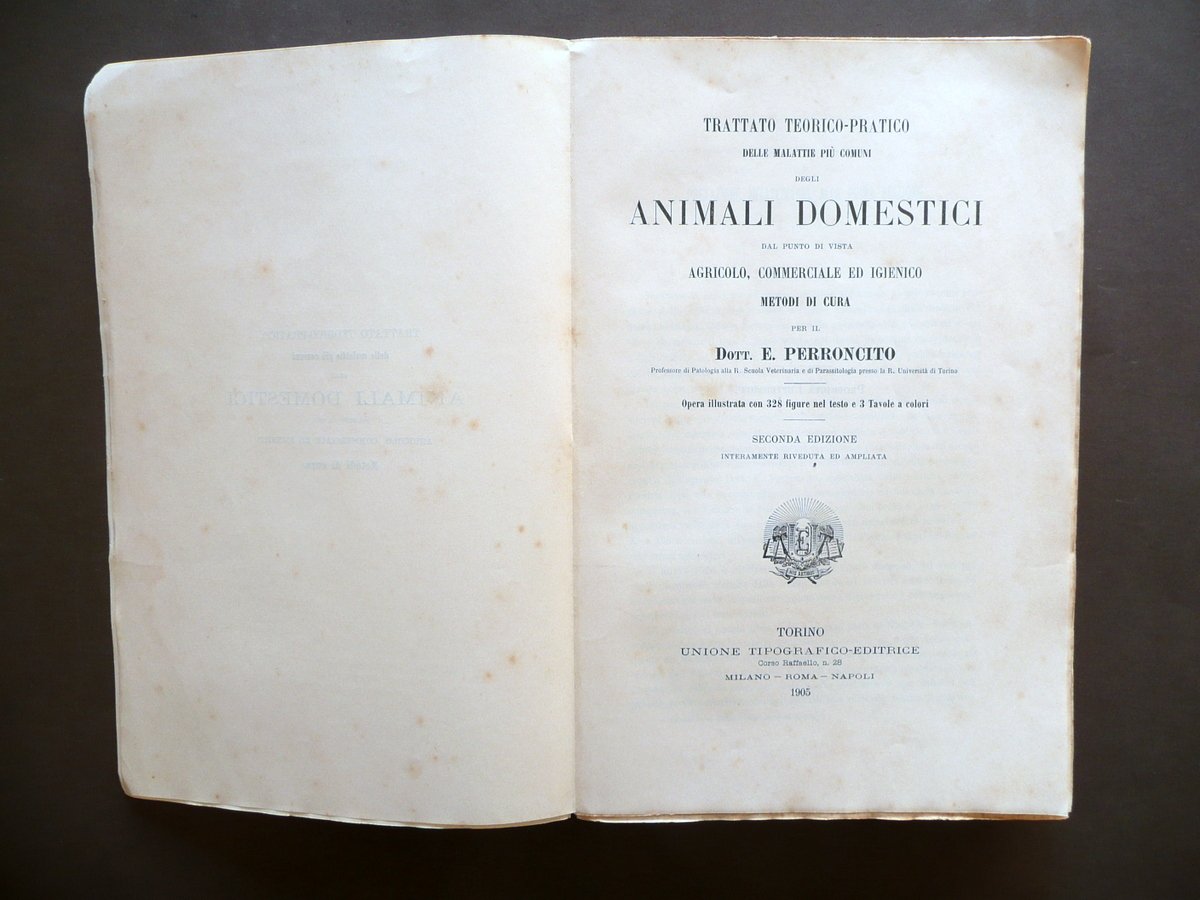 TRATTATO TEORICO-PRATICO
DELLE MALATTIE PIÙ COMUNI
DEGLI
ANIMALI DOMESTICI
DAL PUNTO DI VISTA
AGRICOLO, COMMERCIALE ED IGIENICO
METODI DI CURA
PER IL
DOTT. E. PERRONCITO
Professore di Patologia alla R. Scuola Veterinaria e di Parassitologia presso la R. Università di Torino
Opera illustrata con 328 figure nel testo e 3 Tavole a colori
SECONDA EDIZIONE
INTERAMENTE RIVEDUTA ED AMPLIATA
TORINO
UNIONE TIPOGRAFICO-EDITRICE
Corso Raffaello, n. 28
MILANO – ROMA – NAPOLI
1905